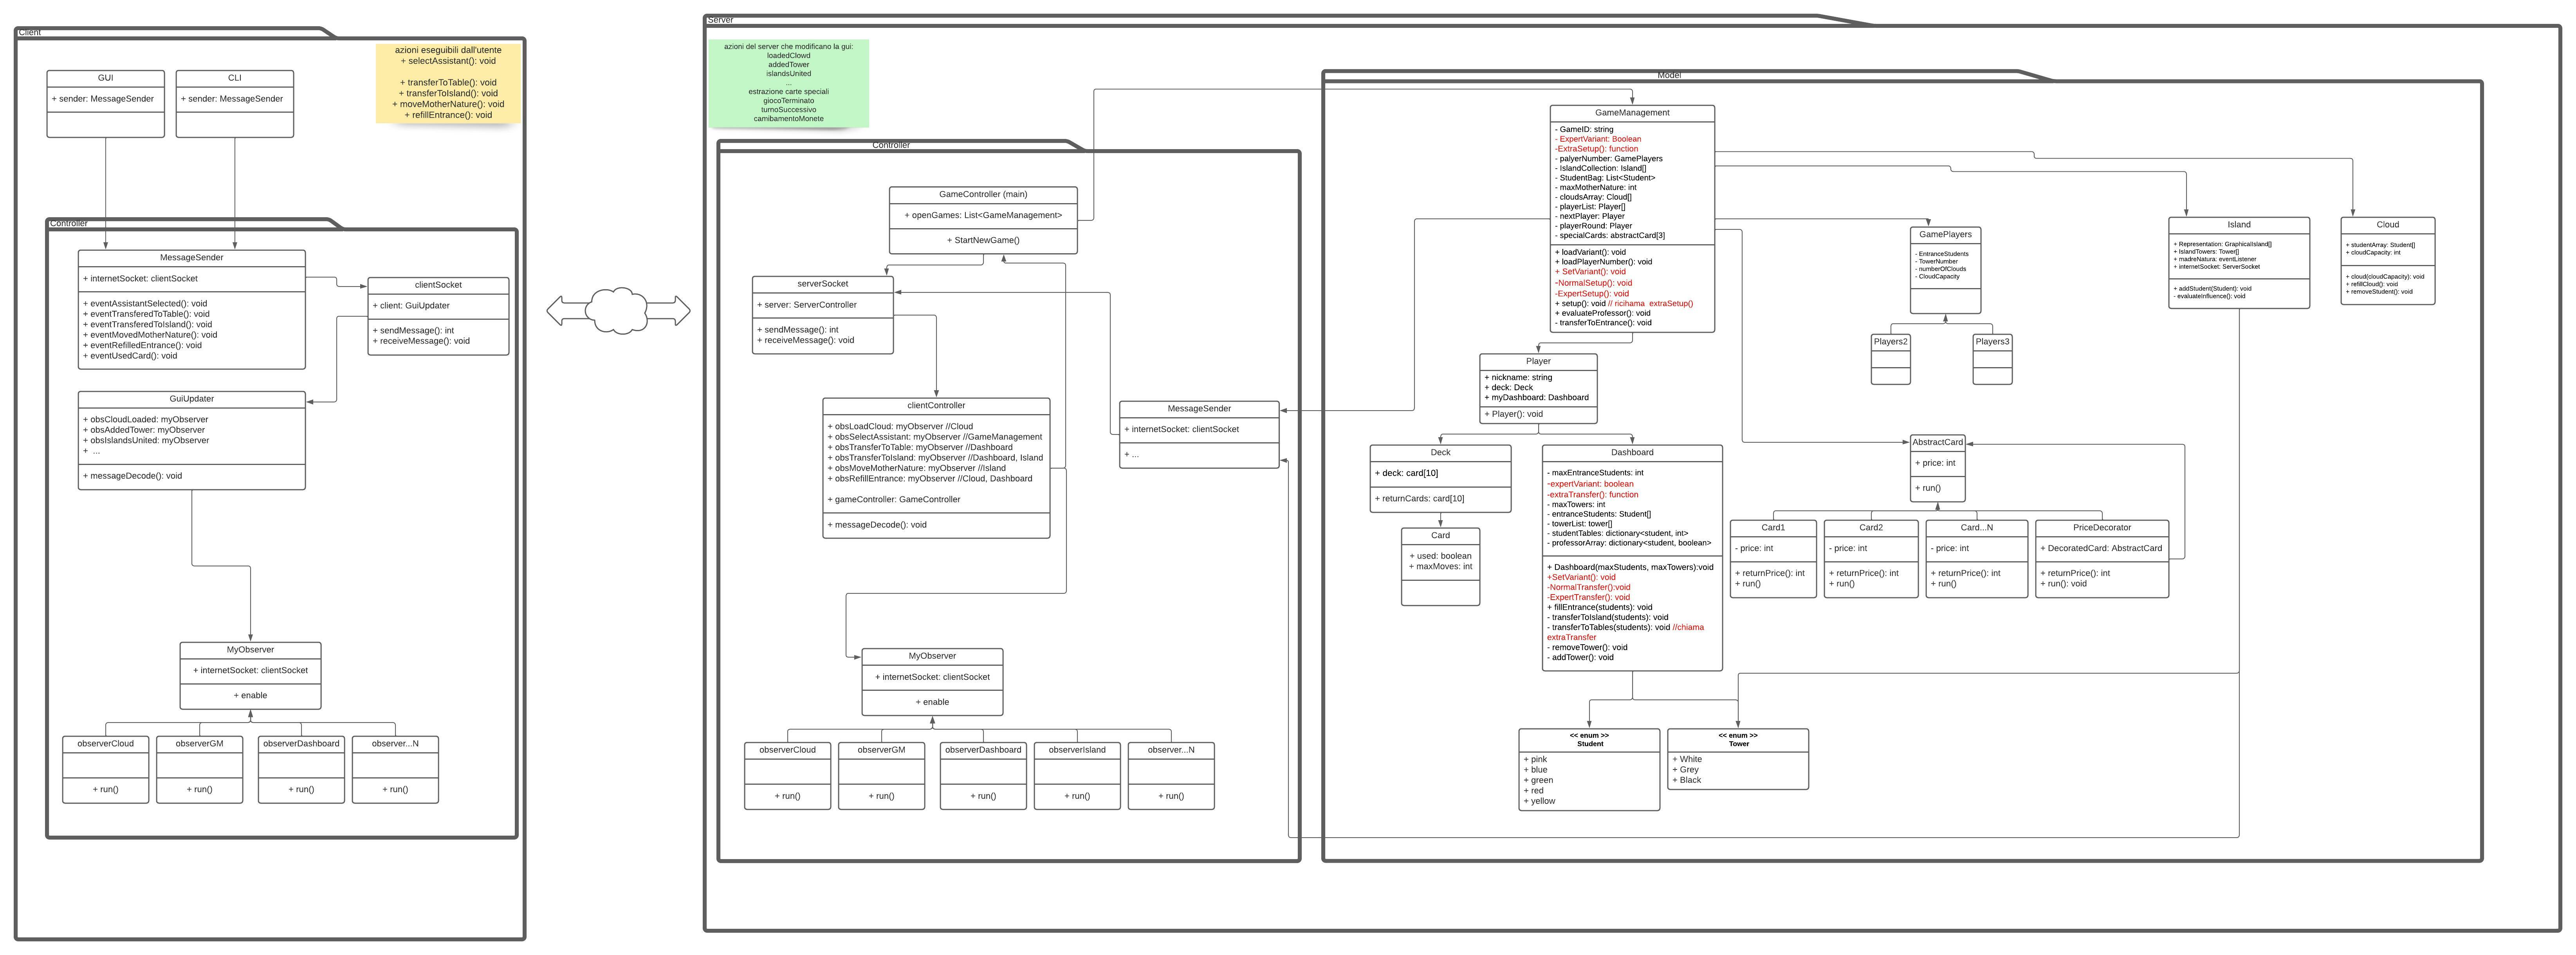 Client
azioni eseguibili dall'utente
+ selectAssistant(): void
+ transferToTable(): void
+ transferToIsland(): void
+ moveMotherNature(): void
+ refillEntrance(): void
GUI
+ sender: MessageSender
CLI
+ sender: MessageSender
Controller
MessageSender
+ internetSocket: clientSocket
+ eventAssistantSelected(): void
+ eventTransferedToTable(): void
+ eventTransferedToIsland(): void
+ eventMovedMotherNature(): void
+ eventRefilledEntrance(): void
+ eventUsedCard(): void
clientSocket
+ client: GuiUpdater
+ sendMessage(): int
+ receiveMessage(): void
GuiUpdater
+ obsCloudLoaded: myObserver
+ obsAddedTower: myObserver
+ obsIslandsUnited: myObserver
+ ...
+ messageDecode(): void
MyObserver
+ internetSocket: clientSocket
+ enable
observerCloud
+ run()
observerGM
+ run()
observerDashboard
+ run()
observer...N
+ run()
Server
azioni del server che modificano la gui:
loadedClowd
addedTower
islandsUnited
...
estrazione carte speciali
giocoTerminato
turnoSuccessivo
camibamentoMonete
Controller
GameController (main)
+ openGames: List<GameManagement>
+ StartNewGame()
serverSocket
+ server: ServerController
+ sendMessage(): int
+ receiveMessage(): void
clientController
+ obsLoadCloud: myObserver //Cloud
+ obsSelectAssistant: myObserver //GameManagement
+ obsTransferToTable: myObserver //Dashboard
+ obsTransferToIsland: myObserver //Dashboard, Island
+ obsMoveMotherNature: myObserver //Island
+ obsRefillEntrance: myObserver //Cloud, Dashboard
+ gameController: GameController
+ messageDecode(): void
MessageSender
+ internetSocket: clientSocket
+ ...
MyObserver
+ internetSocket: clientSocket
+ enable
observerCloud
+ run()
observerGM
+ run()
observerDashboard
+ run()
observerIsland
+ run()
observer...N
+ run()
Model
GameManagement
- GameID: string
- ExpertVariant: Boolean
-ExtraSetup(): function
- palyerNumber: GamePlayers
- IslandCollection: Island[]
- StudentBag: List<Student>
- maxMotherNature: int
- cloudsArray: Cloud[]
- playerList: Player[]
- nextPlayer: Player
- playerRound: Player
- specialCards: abstractCard[3]
+ loadVariant(): void
+ loadPlayerNumber(): void
+ SetVariant(): void
-NormalSetup(): void
-ExpertSetup(): void
+ setup(): void // ricihama  extraSetup()
+ evaluateProfessor(): void
- transferToEntrance(): void
Player
+ nickname: string
+ deck: Deck
+ myDashboard: Dashboard
+ Player(): void
Deck
+ deck: card[10]
+ returnCards: card[10]
Card
+ used: boolean
+ maxMoves: int
Dashboard
- maxEntranceStudents: int
-expertVariant: boolean
-extraTransfer(): function
- maxTowers: int
- entranceStudents: Student[]
- towerList: tower[]
- studentTables: dictionary<student, int>
- professorArray: dictionary<student, boolean>
+ Dashboard(maxStudents, maxTowers):void
+SetVariant(): void
-NormalTransfer():void
-ExpertTransfer(): void
+ fillEntrance(students): void
- transferToIsland(students): void
- transferToTables(students): void //chiama
extraTransfer
- removeTower(): void
- addTower(): void
<< enum >>
Student
+ pink
+ blue
+ green
+ red
+ yellow
<< enum >>
Tower
+ White
+ Grey
+ Black
GamePlayers
- EntranceStudents
- TowerNumber
- numberOfClouds
- CloudCapacity
Players2
Players3
AbstractCard
+ price: int
+ run()
Card1
- price: int
+ returnPrice(): int
+ run()
Card2
- price: int
+ returnPrice(): int
+ run()
Card...N
- price: int
+ returnPrice(): int
+ run()
PriceDecorator
+ DecoratedCard: AbstractCard
+ returnPrice(): int
+ run(): void
Island
+ Representation: GraphicalIsland[]
+ IslandTowers: Tower[]
+ madreNatura: eventListener
+ internetSocket: ServerSocket
+ addStudent(Student): void
- evaluateInfluence(): void
Cloud
+ studentArray: Student[]
+ cloudCapacity: int
+ cloud(cloudCapacity): void
+ refillCloud(): void
+ removeStudent(): void